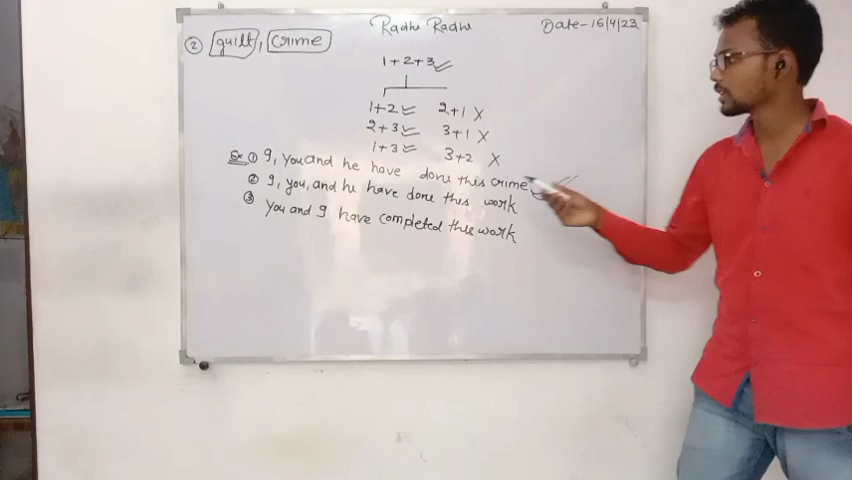 Radhe Radhe
Date-16/4/23
② guilt, crime
1+2+3
1+2 2+1 X
2+3 3+1 X
1+3 3+2 X
Ex ① I, you and he have done this crime
② I, you, and he have done this work
③ You and I have completed this work